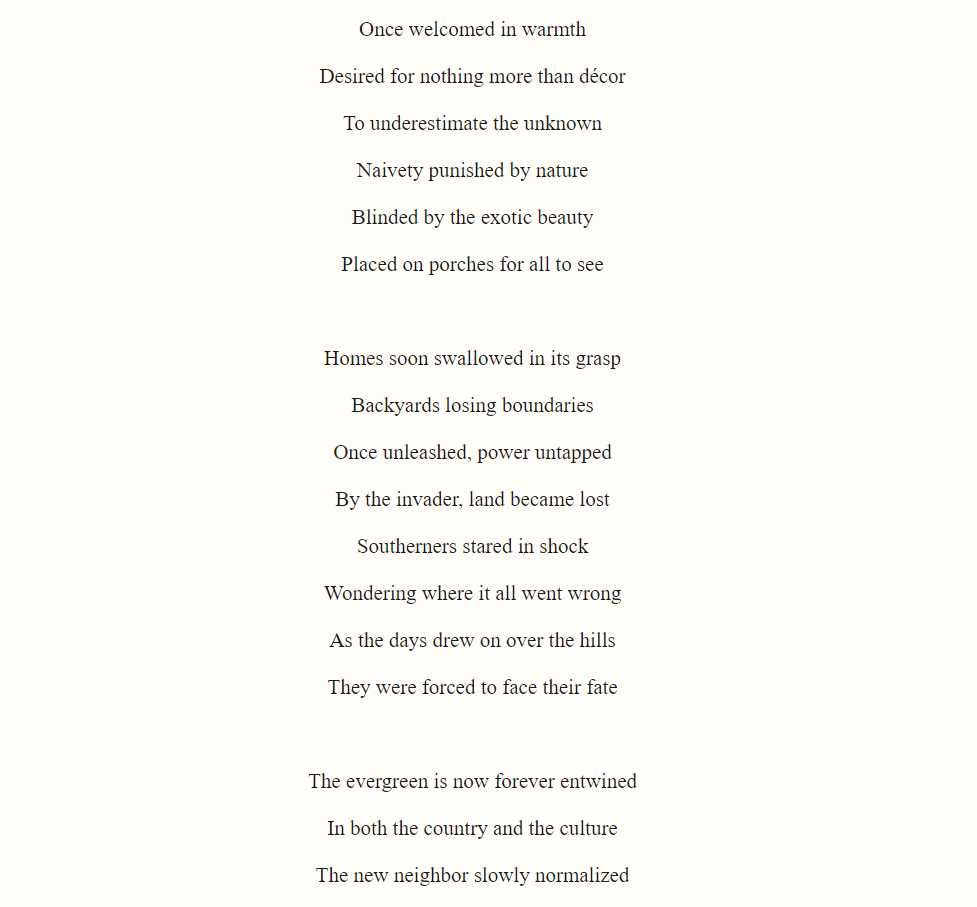 Once welcomed in warmth
Desired for nothing more than décor
To underestimate the unknown
Naivety punished by nature
Blinded by the exotic beauty
Placed on porches for all to see
Homes soon swallowed in its grasp
Backyards losing boundaries
Once unleashed, power untapped
By the invader, land became lost
Southerners stared in shock
Wondering where it all went wrong
As the days drew on over the hills
They were forced to face their fate
The evergreen is now forever entwined
In both the country and the culture
The new neighbor slowly normalized